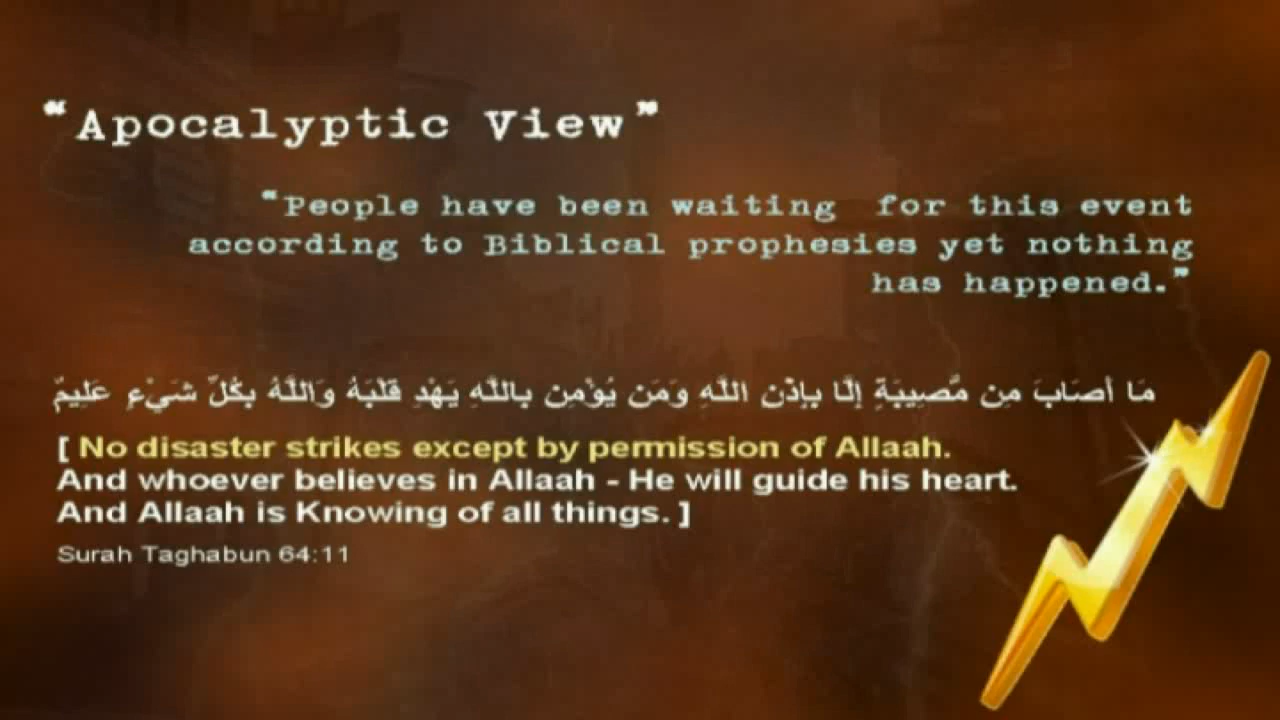 “Apocalyptic View”
“People have been waiting for this event
according to Biblical prophesies yet nothing
has happened.”
مَا أَصَابَ مِن مُّصِيبَةٍ إِلَّا بِإِذْنِ اللَّهِ وَمَن يُؤْمِن بِاللَّهِ يَهْدِ قَلْبَهُ وَاللَّهُ بِكُلِّ شَيْءٍ عَلِيمٌ
[ No disaster strikes except by permission of Allaah.
And whoever believes in Allaah - He will guide his heart.
And Allaah is Knowing of all things. ]
Surah Taghabun 64:11